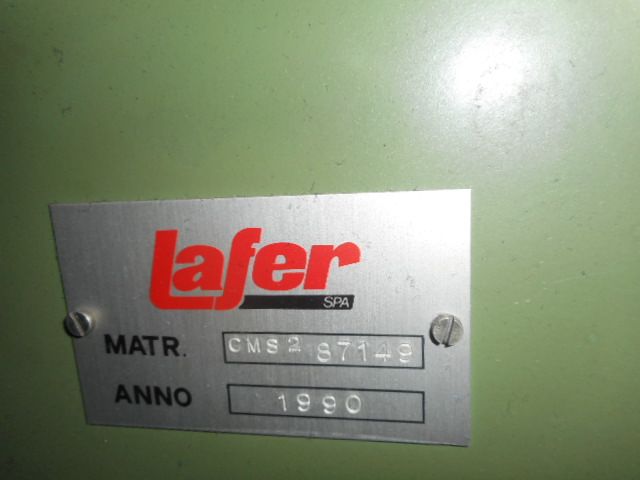 Lafer
SPA
MATR. CMS2 87149
ANNO 1990